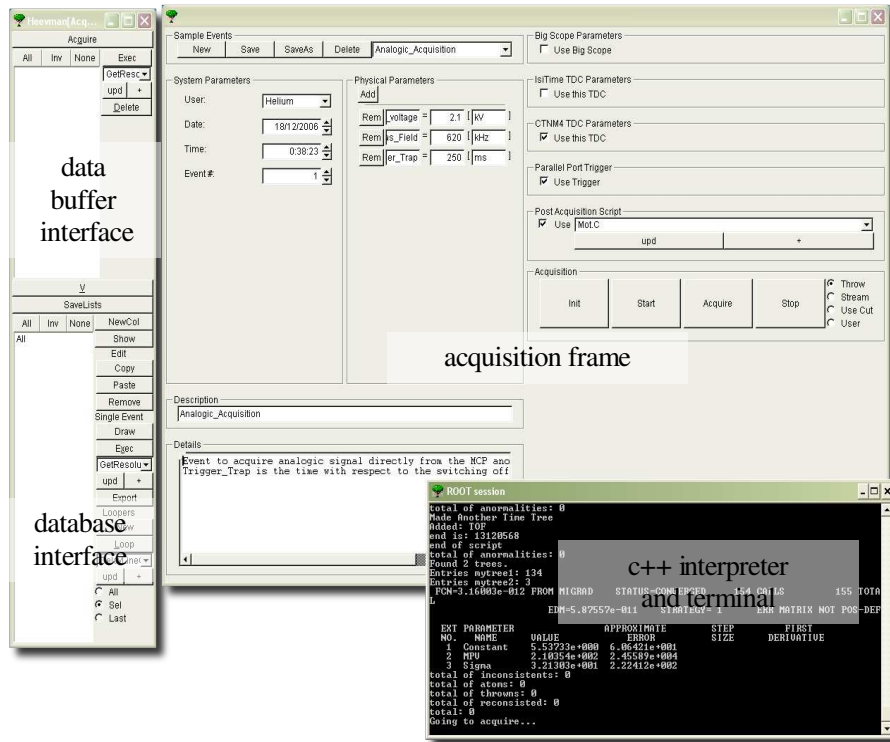 Heevman[Acq...
Acquire
All Inv None Exec
GetResc
upd +
Delete
data
buffer
interface
V
SaveLists
All Inv None NewCol
All
Show
Edit
Copy
Paste
Remove
Single Event
Draw
Exec
GetResolu
upd +
Export
Loopers
Loop
upd +
All
Sel
Last
database
interface
Sample Events
New Save SaveAs Delete Analogic_Acquisition
System Parameters
User: Helium
Date: 18/12/2006
Time: 0:38:23
Event #: 1
Physical Parameters
Add
Rem _voltage = 2.1 [ kV ]
Rem is_Field = 620 [ kHz ]
Rem er_Trap = 250 [ ms ]
Description
Analogic_Acquisition
Details
Event to acquire analogic signal directly from the MCP ano
Trigger_Trap is the time with respect to the switching off
Big Scope Parameters
Use Big Scope
IsiTime TDC Parameters
Use this TDC
CTNM4 TDC Parameters
Use this TDC
Parallel Port Trigger
Use Trigger
Post Acquisition Script
Use Mot.C
upd +
Acquisition
Init Start Acquire Stop
Throw
Stream
Use Cut
User
acquisition frame
ROOT session
total of anormalities: 0
Made Another Time Tree
Added: TOF
end is: 13120568
end of script
total of anormalities: 0
Found 2 trees.
Entries mytree1: 134
Entries mytree2: 3
FCN=3.16003e-012 FROM MIGRAD STATUS=CONVERGED 154 CALLS 155 TOTA
L
EDM=5.87557e-011 STRATEGY= 1 ERR MATRIX NOT POS-DEF
EXT PARAMETER APPROXIMATE STEP FIRST
NO. NAME VALUE ERROR SIZE DERIVATIVE
1 Constant 5.53733e+000 6.06421e+001
2 MPV 2.10354e+002 2.45589e+004
3 Sigma 3.21303e+001 2.22412e+002
total of inconsistents: 0
total of atoms: 0
total of throwns: 0
total of reconsisted: 0
total: 0
Going to acquire...
c++ interpreter
and terminal